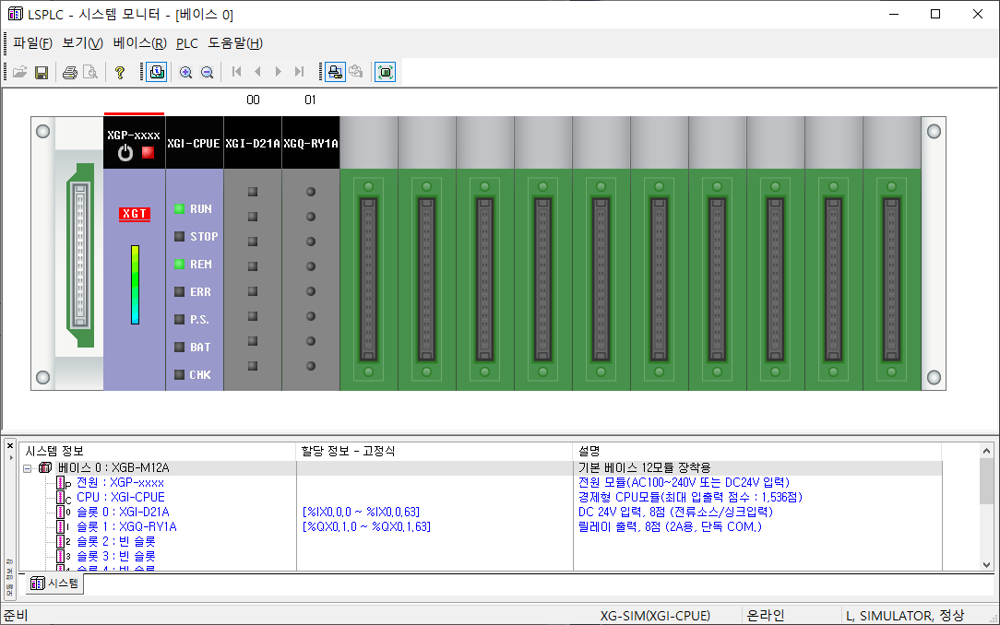 LSPLC - 시스템 모니터 - [베이스 0]
파일(F) 보기(V) 베이스(R) PLC 도움말(H)
00 01
XGP-xxxx
XGI-CPUE XGI-D21A XGQ-RY1A
XGT
RUN
STOP
REM
ERR
P.S.
BAT
CHK
시스템 정보 할당 정보 - 고정식 설명
베이스 0 : XGB-M12A 기본 베이스 12모듈 장착용
P 전원 : XGP-xxxx 전원 모듈(AC100~240V 또는 DC24V 입력)
C CPU : XGI-CPUE 경제형 CPU모듈(최대 입출력 점수 : 1,536점)
0 슬롯 0 : XGI-D21A [%IX0,0,0 ~ %IX0,0,63] DC 24V 입력, 8점 (전류소스/싱크입력)
1 슬롯 1 : XGQ-RY1A [%QX0,1,0 ~ %QX0,1,63] 릴레이 출력, 8점 (2A용, 단독 COM,)
2 슬롯 2 : 빈 슬롯
3 슬롯 3 : 빈 슬롯
4 슬롯 4 : 빈 슬롯
모듈 정보 창
시스템
준비 XG-SIM(XGI-CPUE) 온라인 L, SIMULATOR, 정상